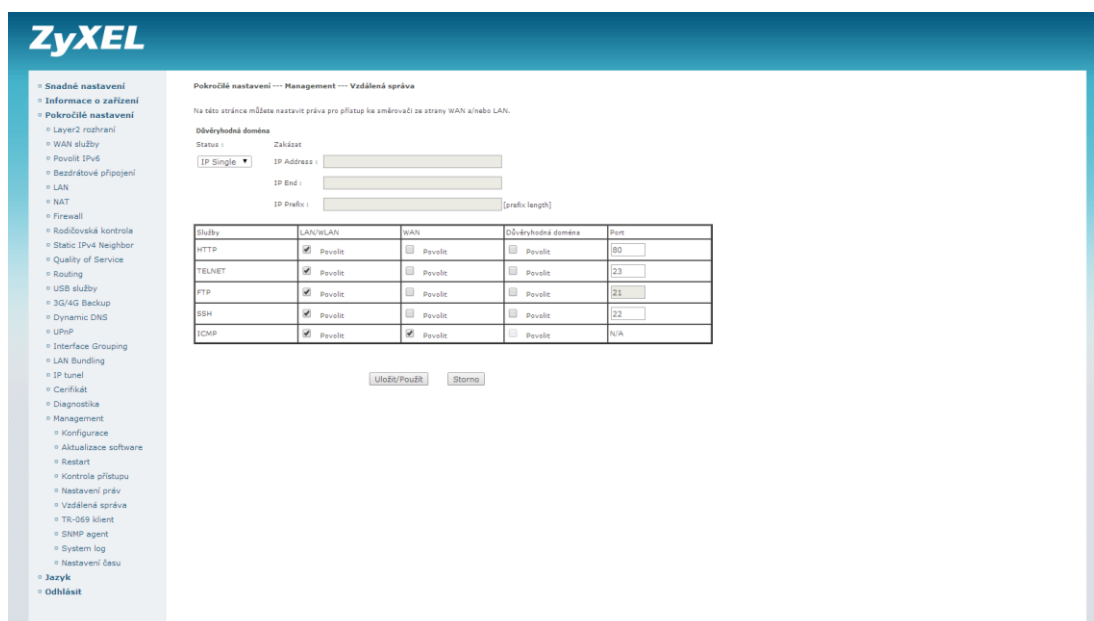 ZyXEL
Snadné nastavení
Informace o zařízení
Pokročilé nastavení
Layer2 rozhraní
WAN služby
Povolit IPv6
Bezdrátové připojení
LAN
NAT
Firewall
Rodičovská kontrola
Static IPv4 Neighbor
Quality of Service
Routing
USB služby
3G/4G Backup
Dynamic DNS
UPnP
Interface Grouping
LAN Bundling
IP tunel
Cerifikát
Diagnostika
Management
Konfigurace
Aktualizace software
Restart
Kontrola přístupu
Nastavení práv
Vzdálená správa
TR-069 klient
SNMP agent
System log
Nastavení času
Jazyk
Odhlásit
Pokročilé nastavení --- Management --- Vzdálená správa
Na této stránce můžete nastavit práva pro přístup ke směrovači ze strany WAN a/nebo LAN.
Důvěryhodná doména
Status : Zakázat
IP Single IP Address :
IP End :
IP Prefix : [prefix length]
Služby LAN/WLAN WAN Důvěryhodná doména Port
HTTP Povolit Povolit Povolit 80
TELNET Povolit Povolit Povolit 23
FTP Povolit Povolit Povolit 21
SSH Povolit Povolit Povolit 22
ICMP Povolit Povolit Povolit N/A
Uložit/Použít Storno